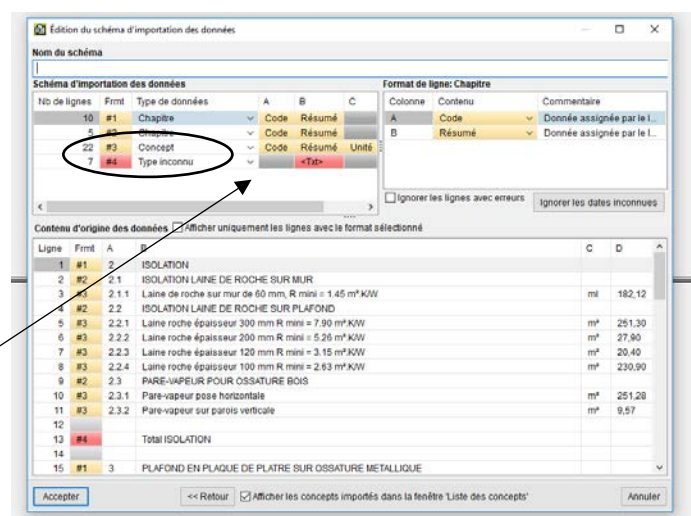 Édition du schéma d'importation des données
Nom du schéma
Schéma d'importation des données
Nb de lignes Frmt Type de données A B C
10 #1 Chapitre Code Résumé
5 #2 Chapitre Code Résumé
22 #3 Concept Code Résumé Unité
7 #4 Type inconnu <Txt>
Format de ligne: Chapitre
Colonne Contenu Commentaire
A Code Donnée assignée par le l...
B Résumé Donnée assignée par le l...
Ignorer les lignes avec erreurs Ignorer les dates inconnues
Contenu d'origine des données Afficher uniquement les lignes avec le format sélectionné
Ligne Frmt A B C D
1 #1 2 ISOLATION
2 #2 2.1 ISOLATION LAINE DE ROCHE SUR MUR
3 #3 2.1.1 Laine de roche sur mur de 60 mm, R mini = 1.45 m².K/W ml 182,12
4 #2 2.2 ISOLATION LAINE DE ROCHE SUR PLAFOND
5 #3 2.2.1 Laine roche épaisseur 300 mm R mini = 7.90 m².K/W m² 251,30
6 #3 2.2.2 Laine roche épaisseur 200 mm R mini = 5.26 m².K/W m² 27,90
7 #3 2.2.3 Laine roche épaisseur 120 mm R mini = 3.15 m².K/W m² 20,40
8 #3 2.2.4 Laine roche épaisseur 100 mm R mini = 2.63 m².K/W m² 230,90
9 #2 2.3 PARE-VAPEUR POUR OSSATURE BOIS
10 #3 2.3.1 Pare-vapeur pose horizontale m² 251,28
11 #3 2.3.2 Pare-vapeur sur parois verticale m² 9,57
12
13 #4 Total ISOLATION
14
15 #1 3 PLAFOND EN PLAQUE DE PLATRE SUR OSSATURE METALLIQUE
Accepter << Retour Afficher les concepts importés dans la fenêtre 'Liste des concepts' Annuler